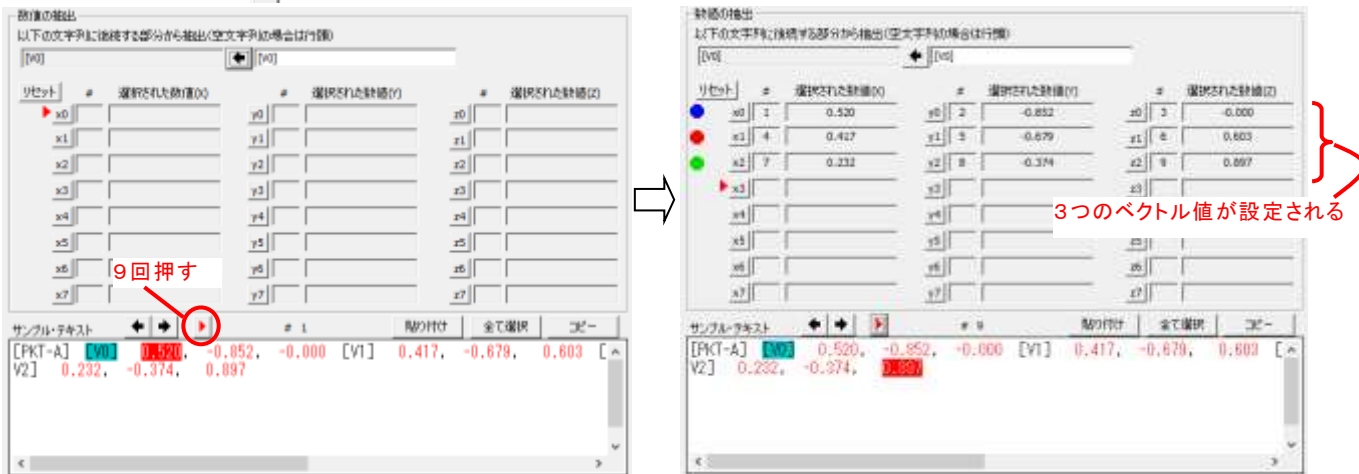 数値の抽出
以下の文字列に後続する部分から抽出(空文字列の場合は行頭)
[V0] [V0]
リセット # 選択された数値(X) # 選択された数値(Y) # 選択された数値(Z)
x0 y0 z0
x1 y1 z1
x2 y2 z2
x3 y3 z3
x4 y4 z4
x5 y5 z5
x6 y6 z6
x7 y7 z7
9回押す
サンプル・テキスト # 1 貼り付け 全て選択 コピー
[PKT-A] [V0] 0.520, -0.852, -0.000 [V1] 0.417, -0.679, 0.603 [
V2] 0.232, -0.374, 0.897
数値の抽出
以下の文字列に後続する部分から抽出(空文字列の場合は行頭)
[V0] [V0]
リセット # 選択された数値(X) # 選択された数値(Y) # 選択された数値(Z)
x0 1 0.520 y0 2 -0.852 z0 3 -0.000
x1 4 0.417 y1 5 -0.679 z1 6 0.603
x2 7 0.232 y2 8 -0.374 z2 9 0.897
x3 y3 z3
3つのベクトル値が設定される
x4 y4
x5 y5 z5
x6 y6 z6
x7 y7 z7
サンプル・テキスト # 9 貼り付け 全て選択 コピー
[PKT-A] [V0] 0.520, -0.852, -0.000 [V1] 0.417, -0.679, 0.603 [
V2] 0.232, -0.374, 0.897